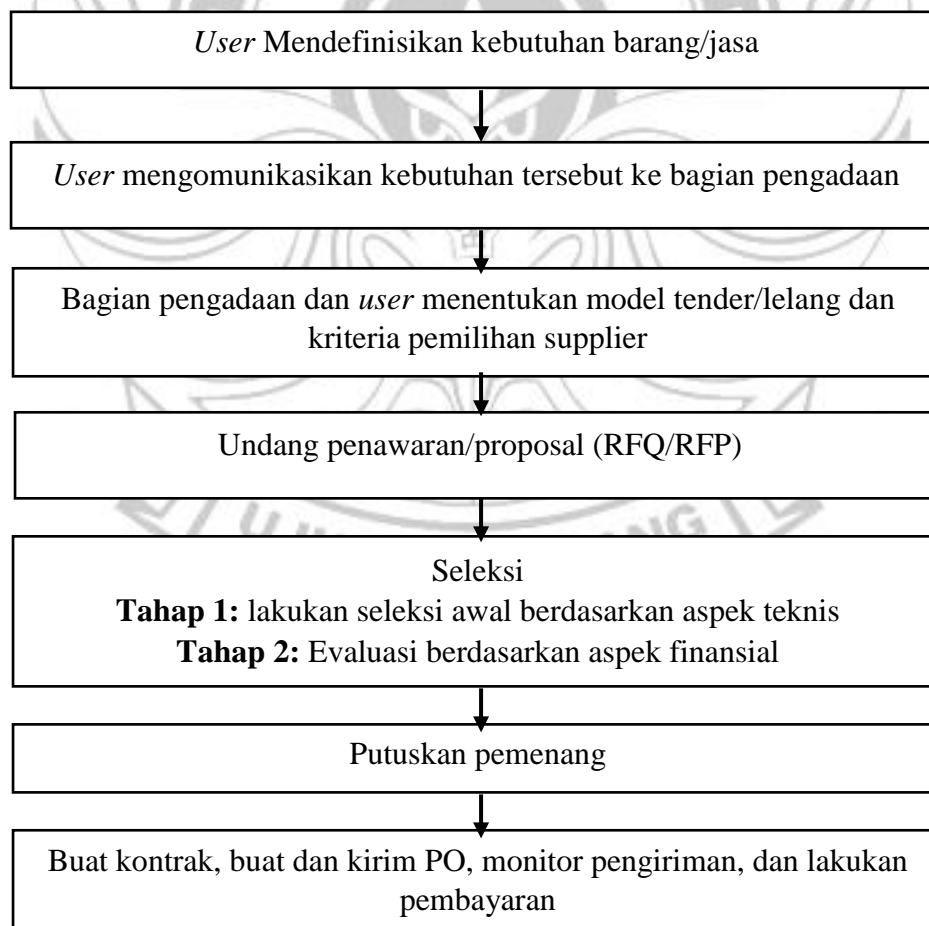 User Mendefinisikan kebutuhan barang/jasa
User mengomunikasikan kebutuhan tersebut ke bagian pengadaan
Bagian pengadaan dan user menentukan model tender/lelang dan
kriteria pemilihan supplier
Undang penawaran/proposal (RFQ/RFP)
Seleksi
Tahap 1: lakukan seleksi awal berdasarkan aspek teknis
Tahap 2: Evaluasi berdasarkan aspek finansial
Putuskan pemenang
Buat kontrak, buat dan kirim PO, monitor pengiriman, dan lakukan
pembayaran